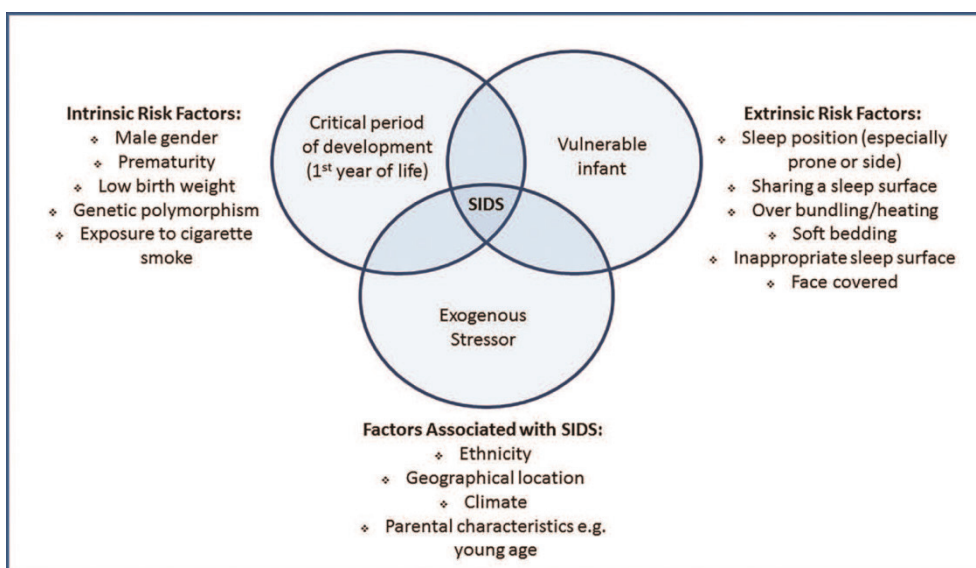 Intrinsic Risk Factors:
❖ Male gender
❖ Prematurity
❖ Low birth weight
❖ Genetic polymorphism
❖ Exposure to cigarette
smoke
Critical period
of development
(1st year of life)
Vulnerable
infant
SIDS
Exogenous
Stressor
Extrinsic Risk Factors:
❖ Sleep position (especially
prone or side)
❖ Sharing a sleep surface
❖ Over bundling/heating
❖ Soft bedding
❖ Inappropriate sleep surface
❖ Face covered
Factors Associated with SIDS:
❖ Ethnicity
❖ Geographical location
❖ Climate
❖ Parental characteristics e.g.
young age